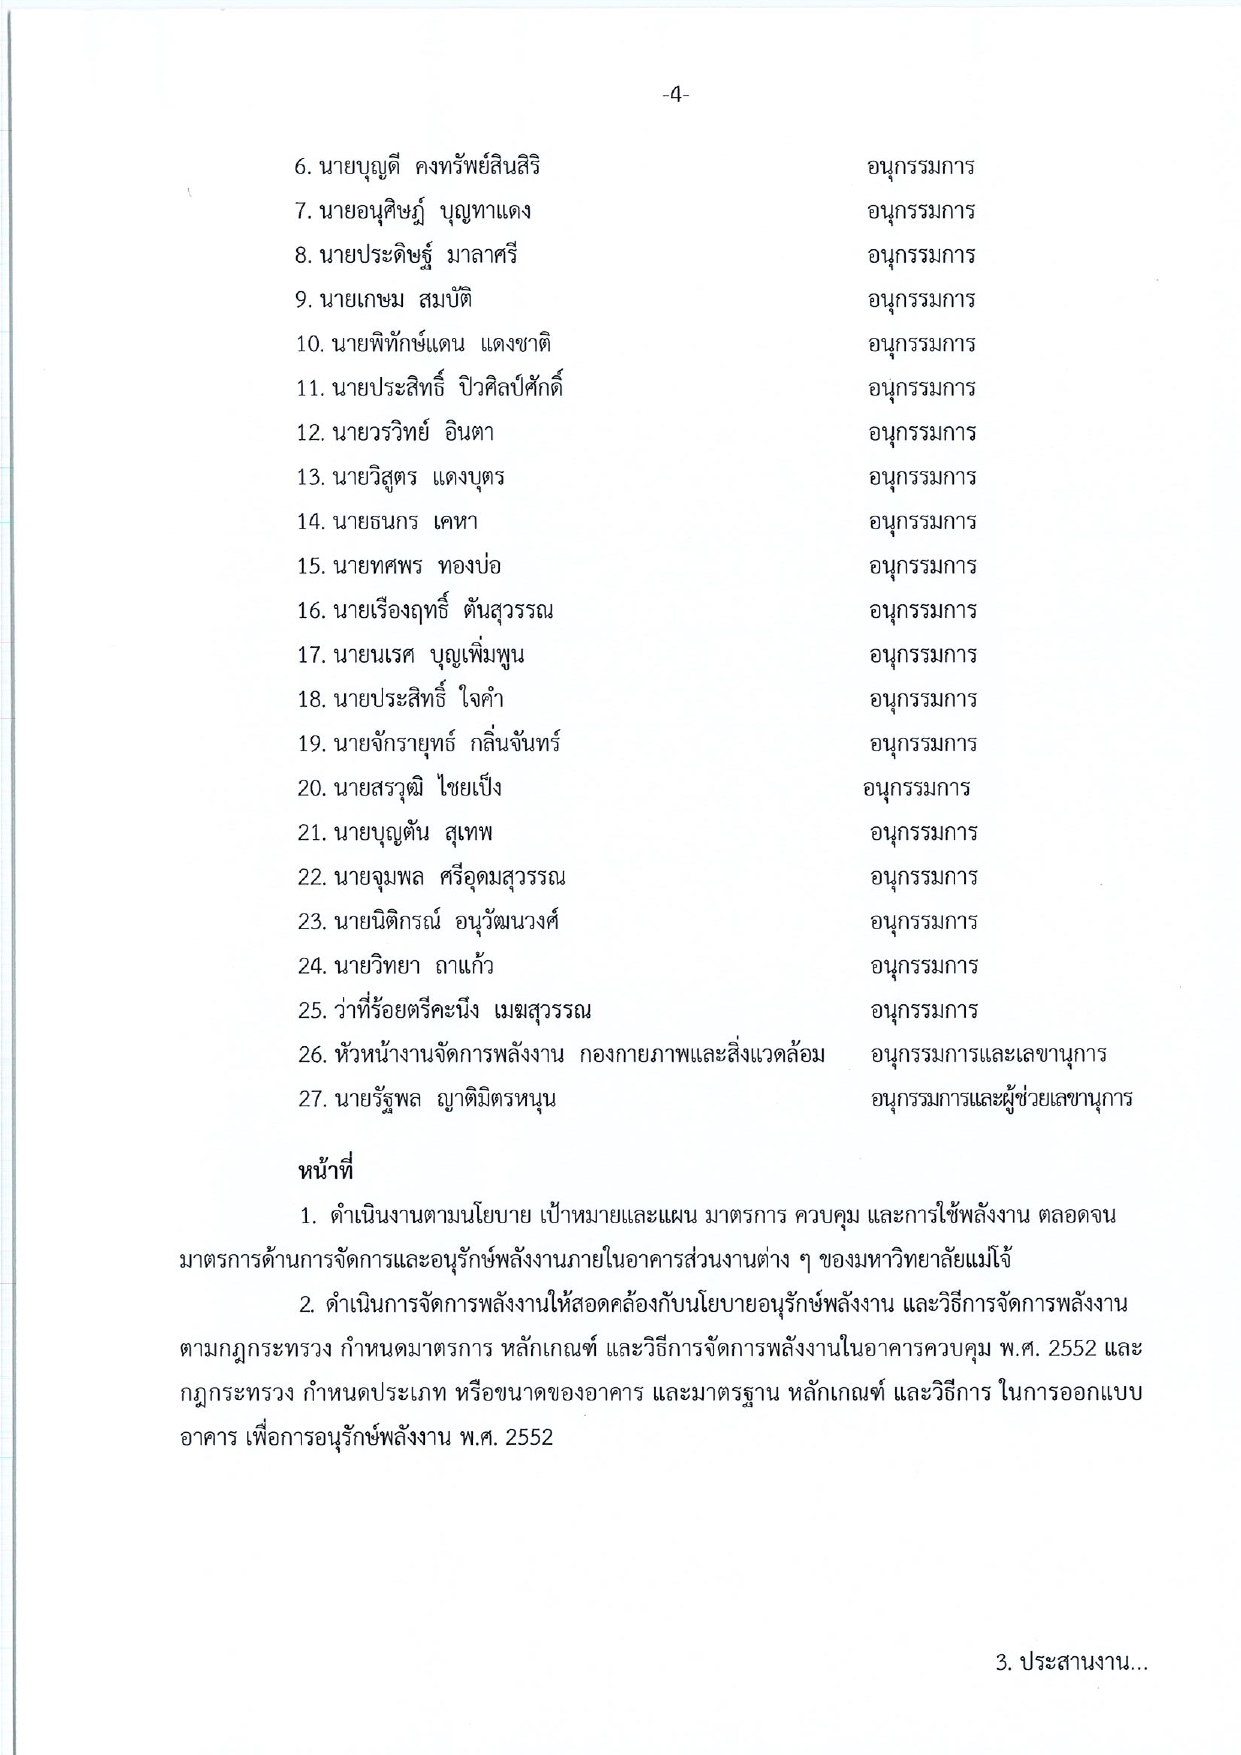 -4-
6. นายบุญดี คงทรัพย์สินสิริ อนุกรรมการ
7. นายอนุศิษฎ์ บุญทาแดง อนุกรรมการ
8. นายประดิษฐ์ มาลาศรี อนุกรรมการ
9. นายเกษม สมบัติ อนุกรรมการ
10. นายพิทักษ์แดน แดงชาติ อนุกรรมการ
11. นายประสิทธิ์ ปิวศิลป์ศักดิ์ อนุกรรมการ
12. นายวรวิทย์ อินตา อนุกรรมการ
13. นายวิสูตร แดงบุตร อนุกรรมการ
14. นายธนกร เคหา อนุกรรมการ
15. นายทศพร ทองบ่อ อนุกรรมการ
16. นายเรืองฤทธิ์ ตันสุวรรณ อนุกรรมการ
17. นายนเรศ บุญเพิ่มพูน อนุกรรมการ
18. นายประสิทธิ์ ใจคำ อนุกรรมการ
19. นายจักรายุทธ์ กลิ่นจันทร์ อนุกรรมการ
20. นายสรวุฒิ ไชยเป็ง อนุกรรมการ
21. นายบุญตัน สุเทพ อนุกรรมการ
22. นายจุมพล ศรีอุดมสุวรรณ อนุกรรมการ
23. นายนิติกรณ์ อนุวัฒนวงศ์ อนุกรรมการ
24. นายวิทยา ถาแก้ว อนุกรรมการ
25. ว่าที่ร้อยตรีคะนึง เมฆสุวรรณ อนุกรรมการ
26. หัวหน้างานจัดการพลังงาน กองกายภาพและสิ่งแวดล้อม อนุกรรมการและเลขานุการ
27. นายรัฐพล ญาติมิตรหนุน อนุกรรมการและผู้ช่วยเลขานุการ
หน้าที่
1. ดำเนินงานตามนโยบาย เป้าหมายและแผน มาตรการ ควบคุม และการใช้พลังงาน ตลอดจน
มาตรการด้านการจัดการและอนุรักษ์พลังงานภายในอาคารส่วนงานต่าง ๆ ของมหาวิทยาลัยแม่โจ้
2. ดำเนินการจัดการพลังงานให้สอดคล้องกับนโยบายอนุรักษ์พลังงาน และวิธีการจัดการพลังงาน
ตามกฎกระทรวง กำหนดมาตรการ หลักเกณฑ์ และวิธีการจัดการพลังงานในอาคารควบคุม พ.ศ. 2552 และ
กฎกระทรวง กำหนดประเภท หรือขนาดของอาคาร และมาตรฐาน หลักเกณฑ์ และวิธีการ ในการออกแบบ
อาคาร เพื่อการอนุรักษ์พลังงาน พ.ศ. 2552
3. ประสานงาน...